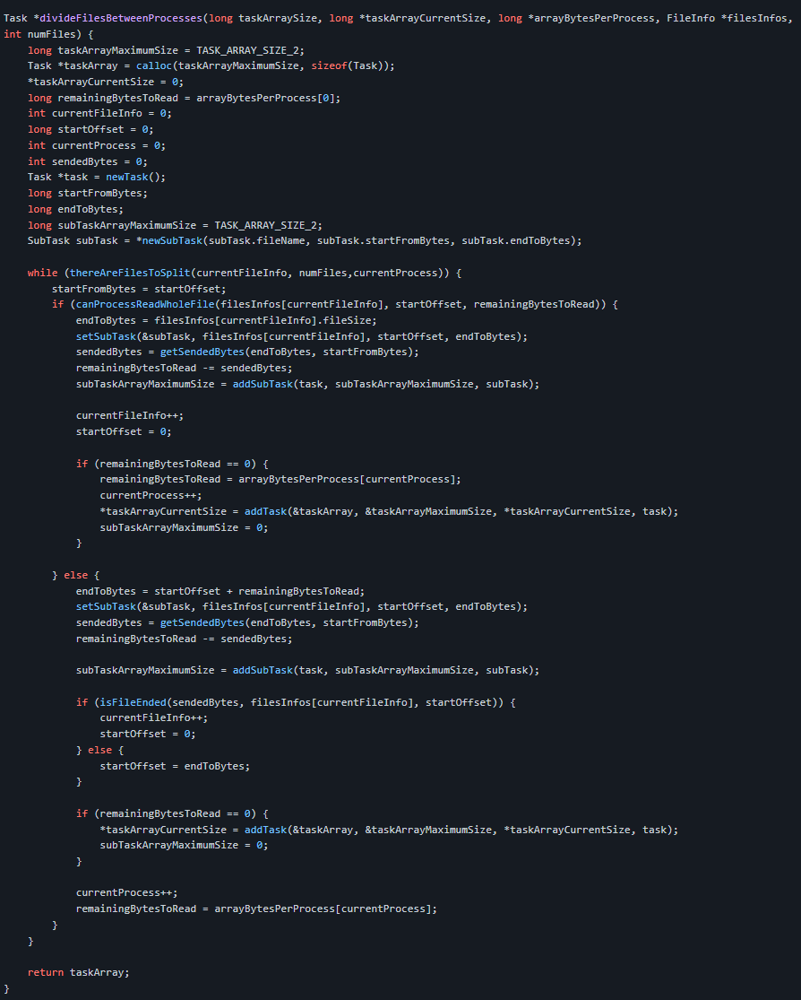 Task *divideFilesBetweenProcesses(long taskArraySize, long *taskArrayCurrentSize, long *arrayBytesPerProcess, FileInfo *filesInfos,
int numFiles) {
    long taskArrayMaximumSize = TASK_ARRAY_SIZE_2;
    Task *taskArray = calloc(taskArrayMaximumSize, sizeof(Task));
    *taskArrayCurrentSize = 0;
    long remainingBytesToRead = arrayBytesPerProcess[0];
    int currentFileInfo = 0;
    long startOffset = 0;
    int currentProcess = 0;
    int sendedBytes = 0;
    Task *task = newTask();
    long startFromBytes;
    long endToBytes;
    long subTaskArrayMaximumSize = TASK_ARRAY_SIZE_2;
    SubTask subTask = *newSubTask(subTask.fileName, subTask.startFromBytes, subTask.endToBytes);

    while (thereAreFilesToSplit(currentFileInfo, numFiles,currentProcess)) {
        startFromBytes = startOffset;
        if (canProcessReadWholeFile(filesInfos[currentFileInfo], startOffset, remainingBytesToRead)) {
            endToBytes = filesInfos[currentFileInfo].fileSize;
            setSubTask(&subTask, filesInfos[currentFileInfo], startOffset, endToBytes);
            sendedBytes = getSendedBytes(endToBytes, startFromBytes);
            remainingBytesToRead -= sendedBytes;
            subTaskArrayMaximumSize = addSubTask(task, subTaskArrayMaximumSize, subTask);

            currentFileInfo++;
            startOffset = 0;

            if (remainingBytesToRead == 0) {
                remainingBytesToRead = arrayBytesPerProcess[currentProcess];
                currentProcess++;
                *taskArrayCurrentSize = addTask(&taskArray, &taskArrayMaximumSize, *taskArrayCurrentSize, task);
                subTaskArrayMaximumSize = 0;
            }

        } else {
            endToBytes = startOffset + remainingBytesToRead;
            setSubTask(&subTask, filesInfos[currentFileInfo], startOffset, endToBytes);
            sendedBytes = getSendedBytes(endToBytes, startFromBytes);
            remainingBytesToRead -= sendedBytes;

            subTaskArrayMaximumSize = addSubTask(task, subTaskArrayMaximumSize, subTask);

            if (isFileEnded(sendedBytes, filesInfos[currentFileInfo], startOffset)) {
                currentFileInfo++;
                startOffset = 0;
            } else {
                startOffset = endToBytes;
            }

            if (remainingBytesToRead == 0) {
                *taskArrayCurrentSize = addTask(&taskArray, &taskArrayMaximumSize, *taskArrayCurrentSize, task);
                subTaskArrayMaximumSize = 0;
            }

            currentProcess++;
            remainingBytesToRead = arrayBytesPerProcess[currentProcess];
        }
    }

    return taskArray;
}